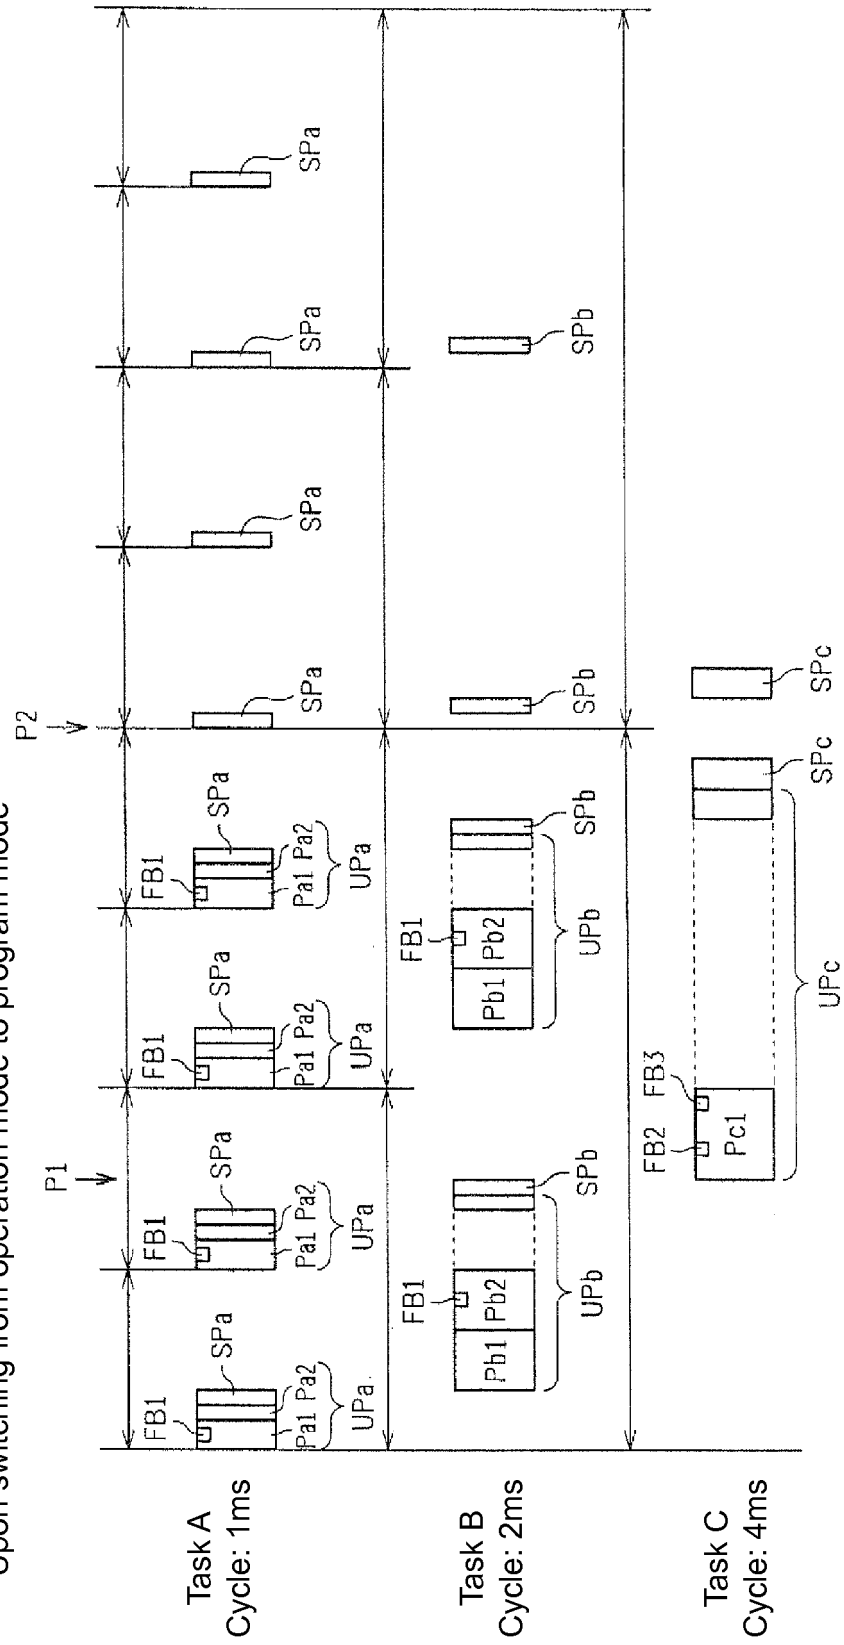 Upon switching from operation mode to program mode
P1
P2
Task A
Cycle: 1ms
FB1
SPa
Pa1 Pa2
UPa
FB1
SPa
Pa1 Pa2
UPa
FB1
SPa
Pa1 Pa2
UPa
FB1
SPa
Pa1 Pa2
UPa
SPa
SPa
SPa
SPa
Task B
Cycle: 2ms
FB1
Pb1 Pb2
SPb
UPb
FB1
Pb1 Pb2
SPb
UPb
SPb
SPb
Task C
Cycle: 4ms
FB2 FB3
Pc1
SPc
UPc
SPc